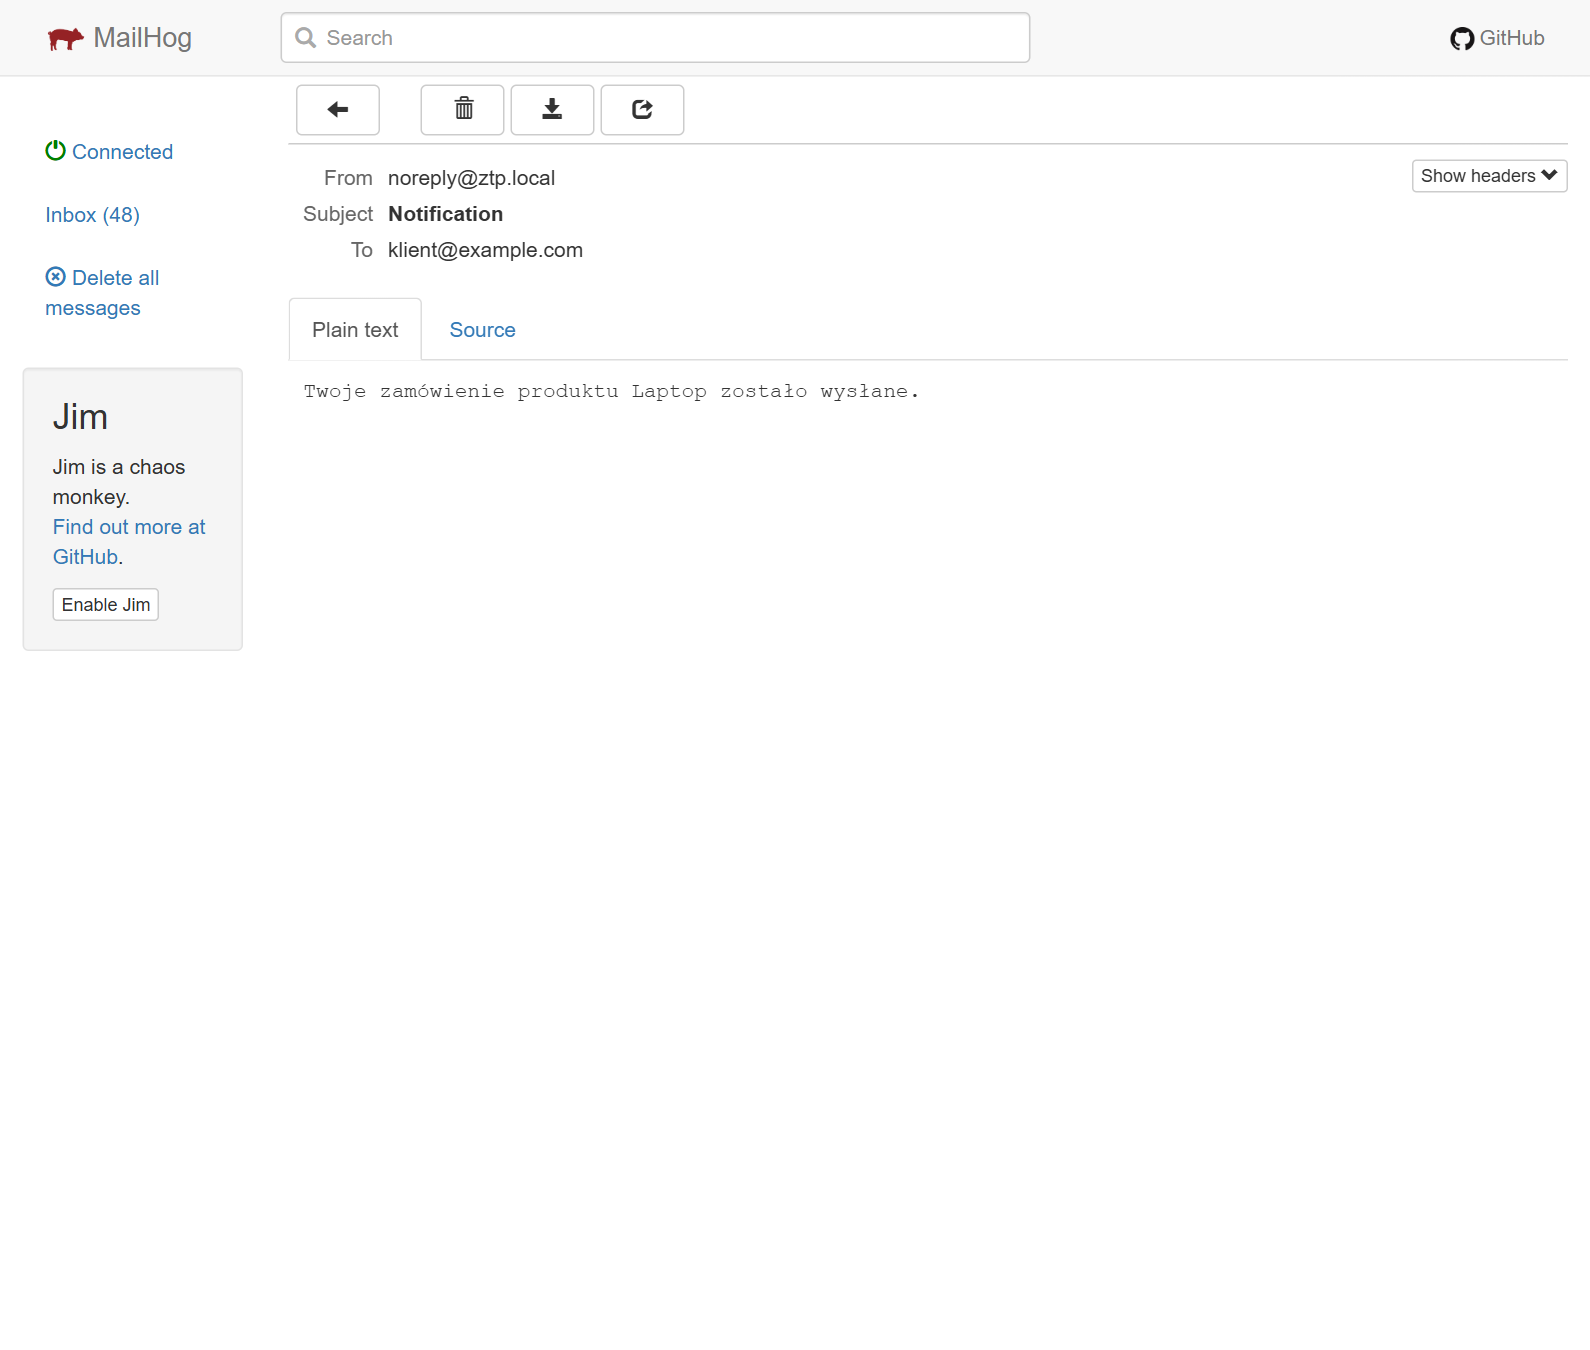 MailHog
Search
GitHub
Connected
Inbox (48)
Delete all
messages
Jim
Jim is a chaos
monkey.
Find out more at
GitHub.
Enable Jim
From noreply@ztp.local
Show headers
Subject Notification
To klient@example.com
Plain text
Source
Twoje zamówienie produktu Laptop zostało wysłane.